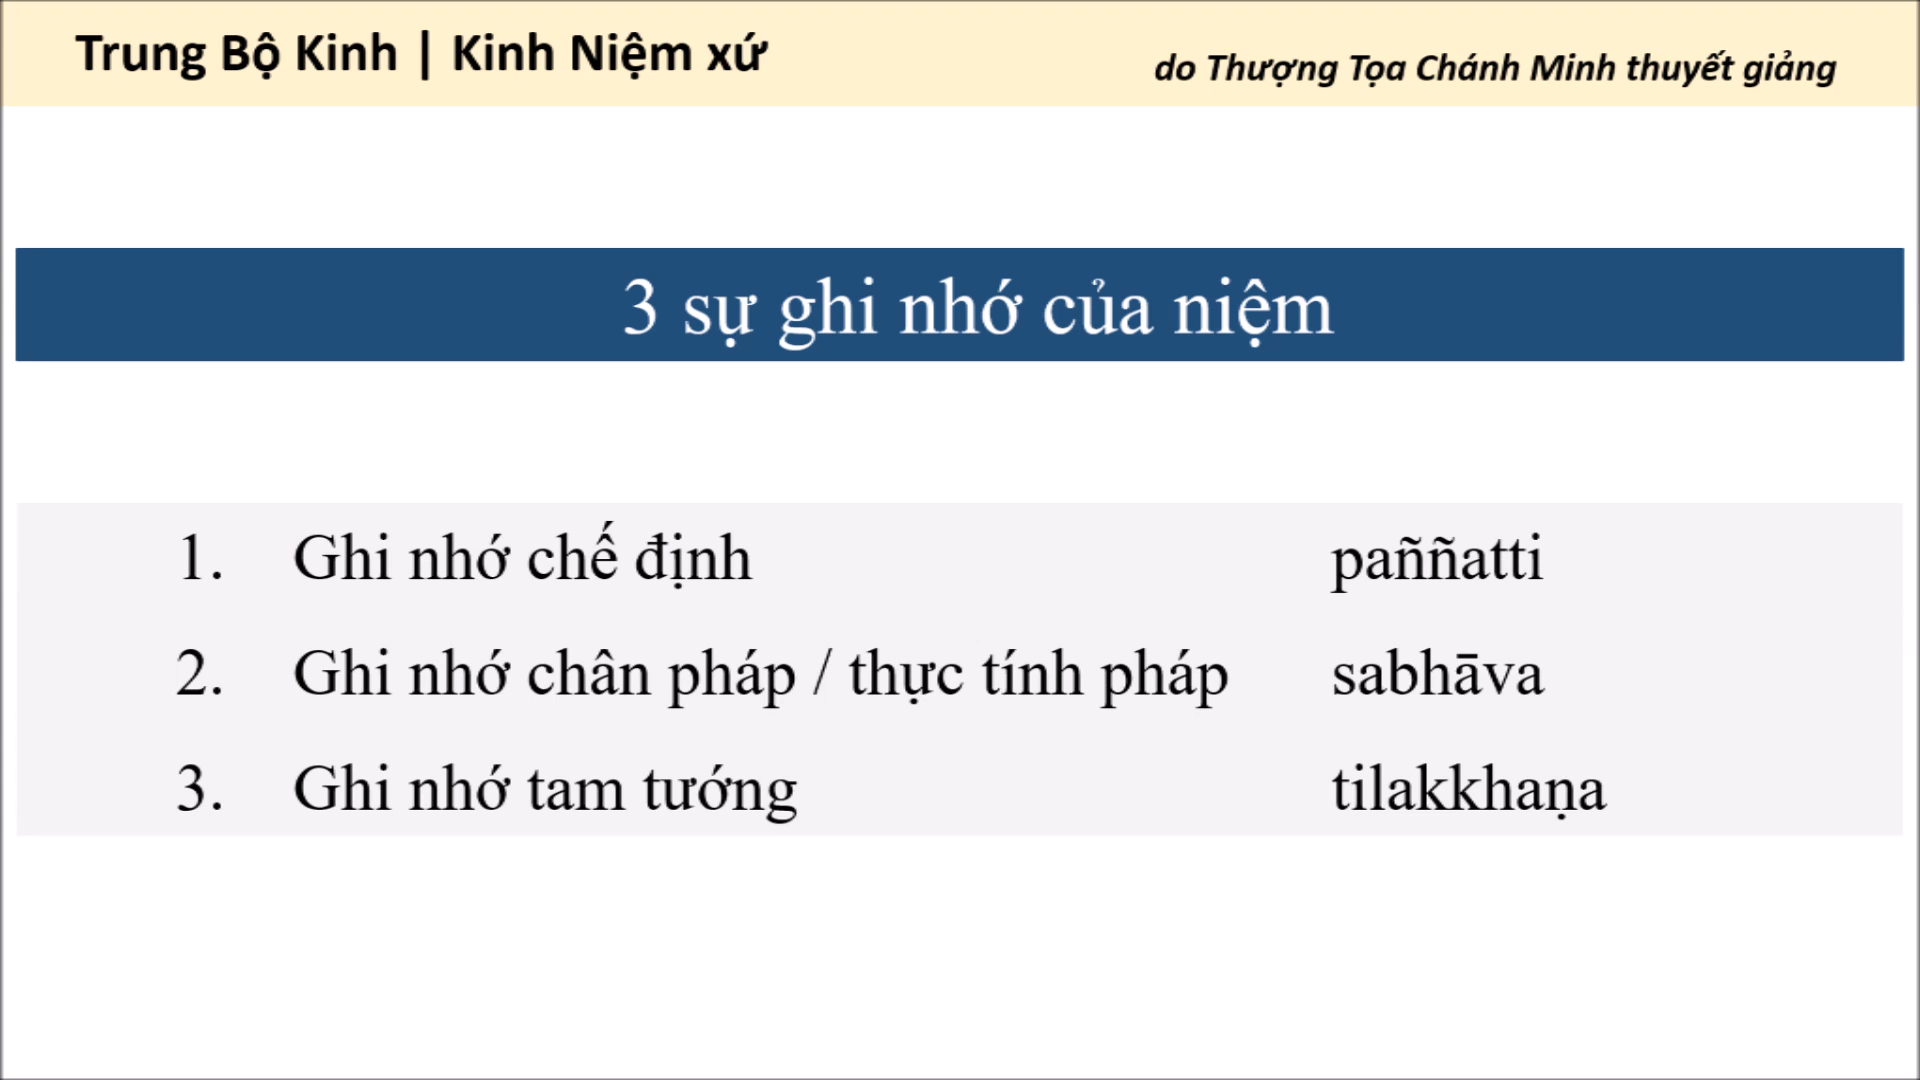 Trung Bộ Kinh | Kinh Niệm xứ
do Thượng Tọa Chánh Minh thuyết giảng
3 sự ghi nhớ của niệm
1. Ghi nhớ chế định paññatti
2. Ghi nhớ chân pháp / thực tính pháp sabhāva
3. Ghi nhớ tam tướng tilakkhaṇa